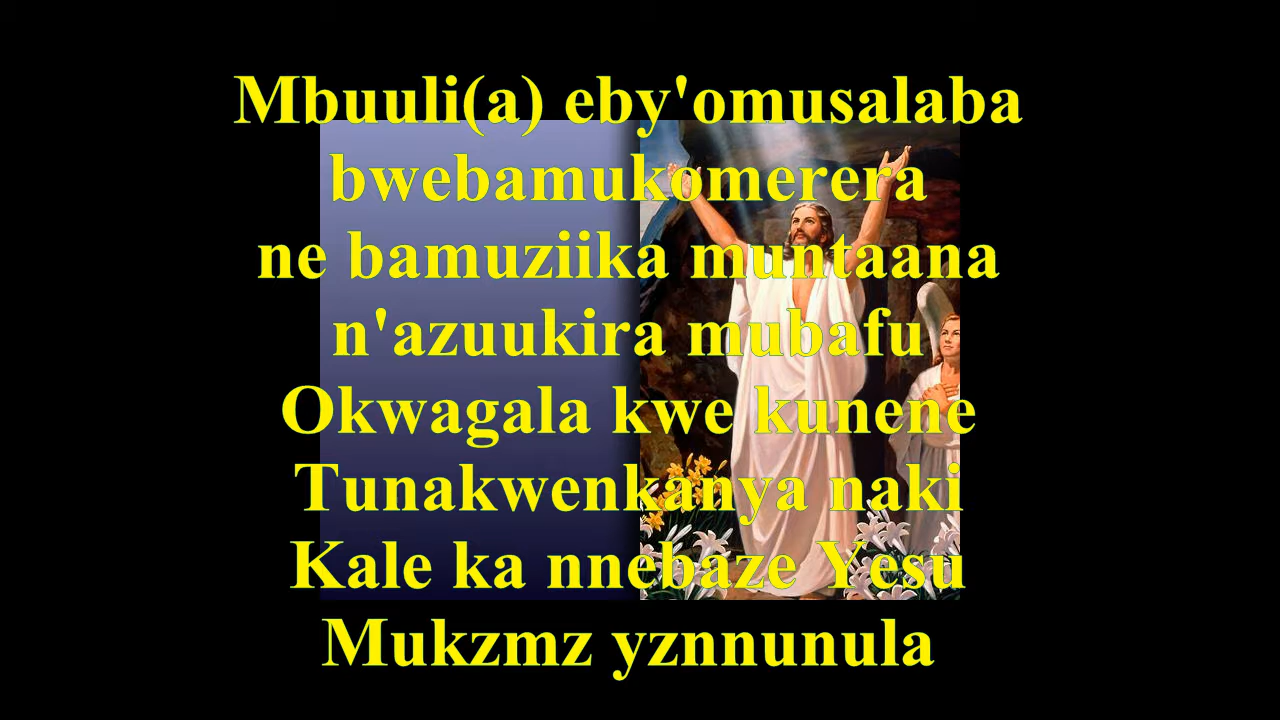 Mbuuli(a) eby'omusalaba
bwebamukomerera
ne bamuziika muntaana
n'azuukira mubafu
Okwagala kwe kunene
Tunakwenkanya naki
Kale ka nnebaze Yesu
Mukzmz yznnunula